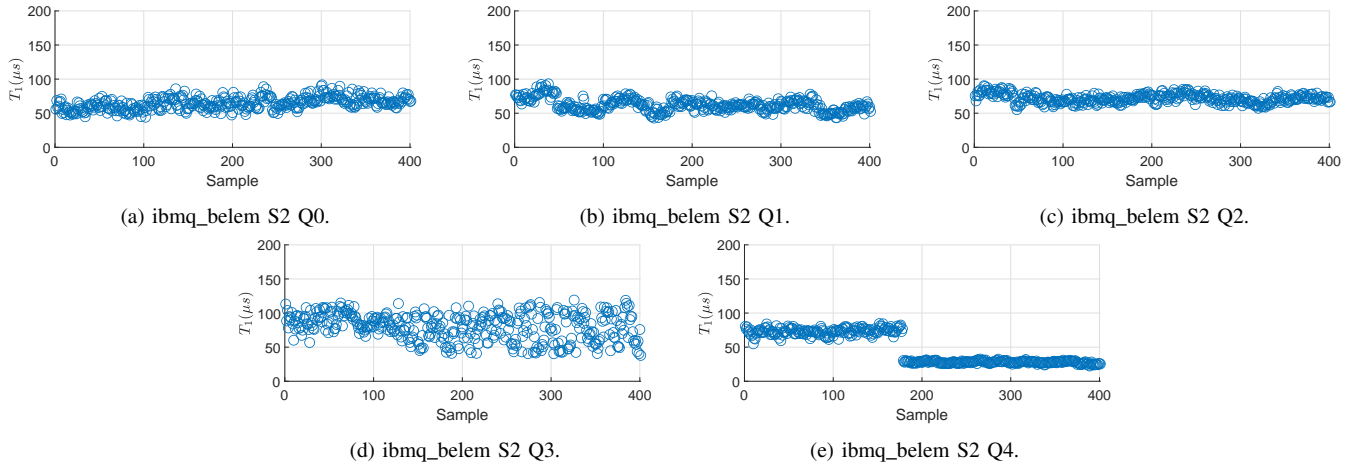 200
150
100
50
0
T₁(μs)
0 100 200 300 400
Sample
(a) ibmq_belem S2 Q0.
200
150
100
50
0
T₁(μs)
0 100 200 300 400
Sample
(b) ibmq_belem S2 Q1.
200
150
100
50
0
T₁(μs)
0 100 200 300 400
Sample
(c) ibmq_belem S2 Q2.
200
150
100
50
0
T₁(μs)
0 100 200 300 400
Sample
(d) ibmq_belem S2 Q3.
200
150
100
50
0
T₁(μs)
0 100 200 300 400
Sample
(e) ibmq_belem S2 Q4.